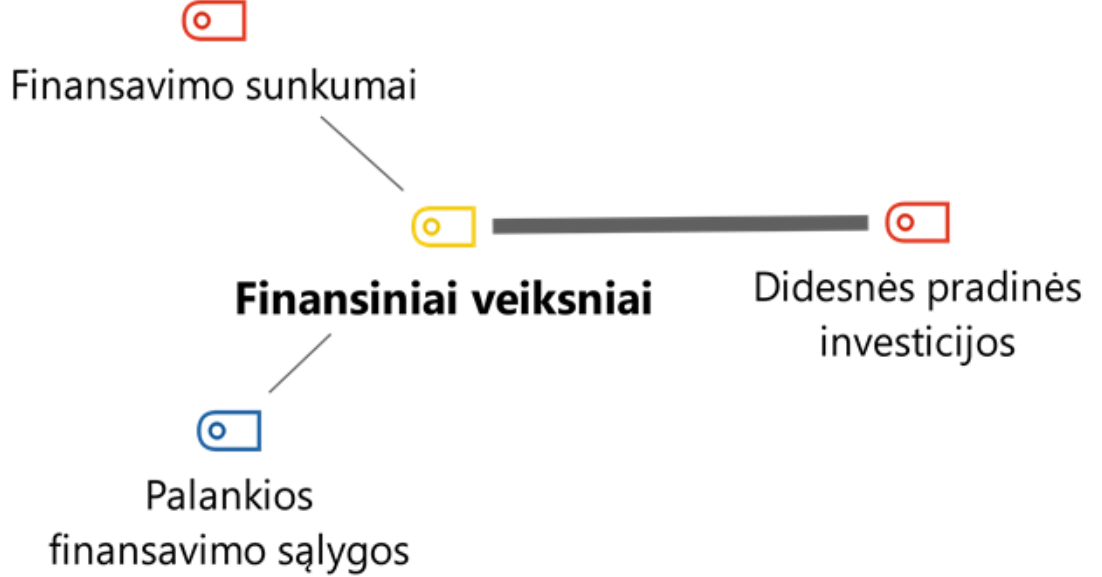 Finansavimo sunkumai
Finansiniai veiksniai
Didesnės pradinės
investicijos
Palankios
finansavimo sąlygos